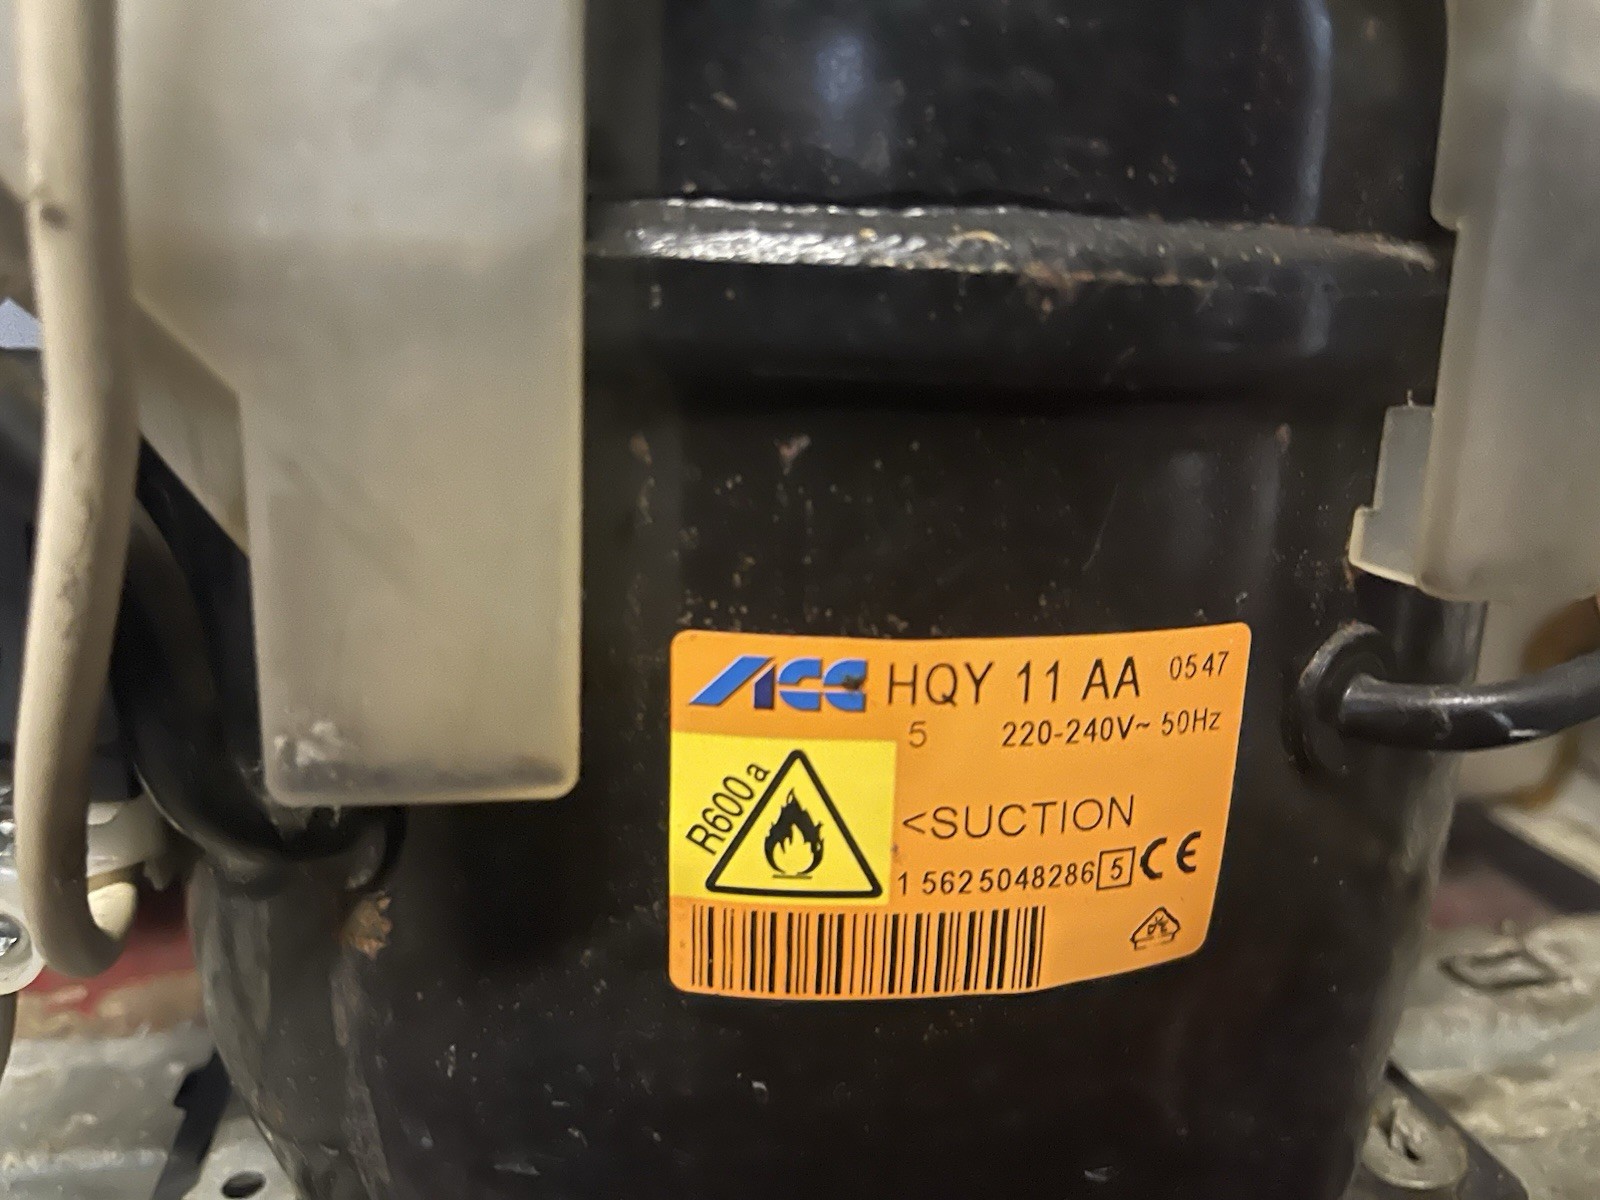 ACC HQY 11 AA 0547
5 220-240V~ 50Hz
R600a
<SUCTION
1 5625048286 5 CE